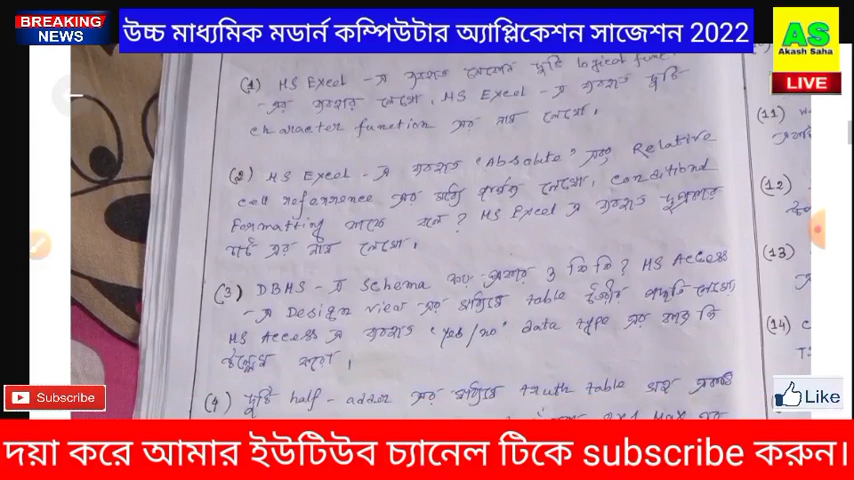 BREAKING
NEWS
উচ্চ মাধ্যমিক মডার্ন কম্পিউটার অ্যাপ্লিকেশন সাজেশন 2022
AS
Akash Saha
LIVE
(1) MS Excel - এ ব্যবহৃত যেকোন দুটি logical func
- এর ব্যবহার লেখো, MS Excel - এ ব্যবহৃত দুটি
character function এর নাম লেখো।
(2) MS Excel - এ ব্যবহৃত "Absolute" এবং Relative
cell reference এর মধ্যে পার্থক্য লেখো, conditional
Formatting কাকে বলে? MS Excel এ ব্যবহৃত দুপ্রকার
চার্ট এর নাম লেখো।
(3) DBMS - এ Schema কত প্রকার ও কি কি? MS Access
- এ Design view এর মাধ্যমে table তৈরীর পদ্ধতি লেখো,
MS Access এ ব্যবহৃত "Yes/no" data type এর কাজ কি
উল্লেখ করো।
(4) দুটি half - adder এর মাধ্যমে truth table সহ একটি
(11)
(12)
(13)
(14)
Subscribe
Like
দয়া করে আমার ইউটিউব চ্যানেল টিকে subscribe করুন।